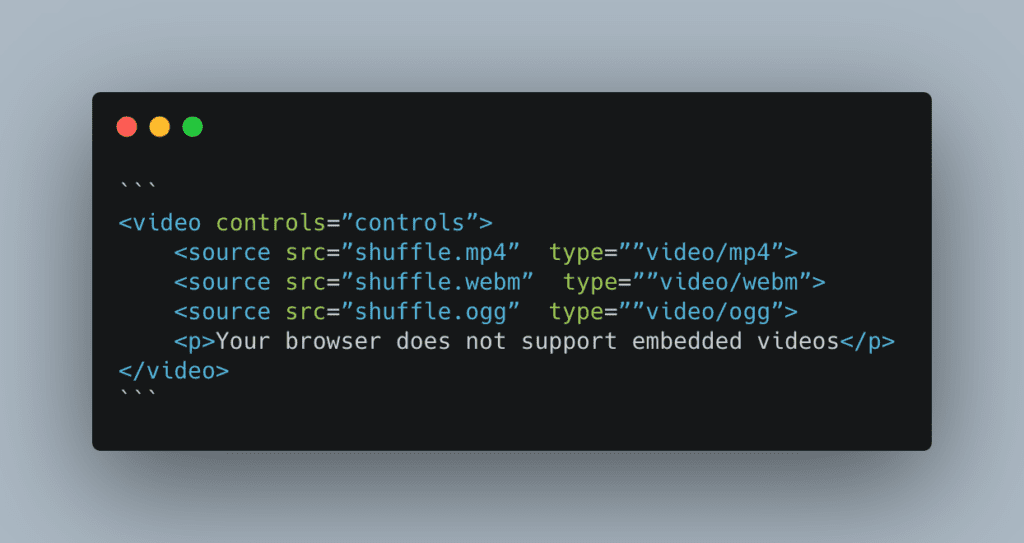 ```
<video controls=”controls”>
    <source src=”shuffle.mp4”  type=””video/mp4”>
    <source src=”shuffle.webm”  type=””video/webm”>
    <source src=”shuffle.ogg”  type=””video/ogg”>
    <p>Your browser does not support embedded videos</p>
</video>
```